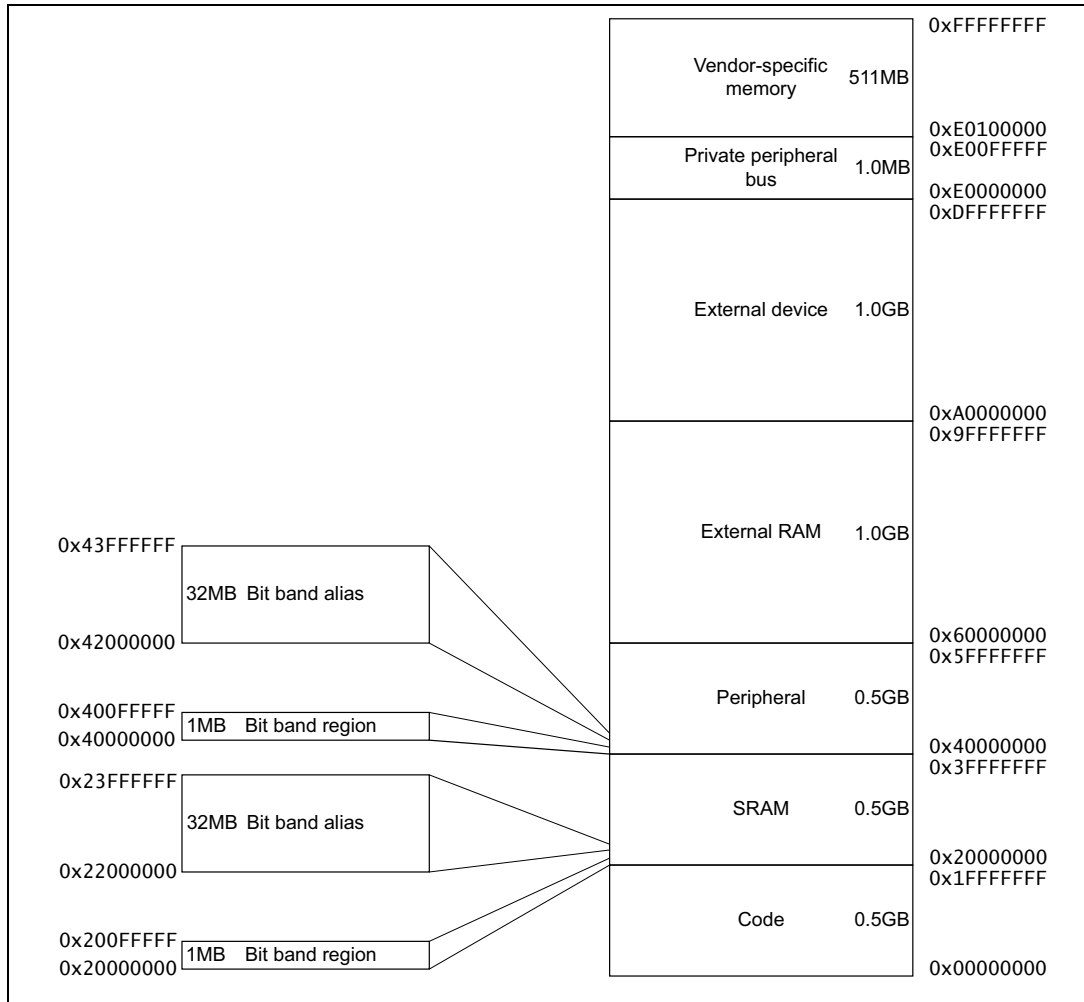 0xFFFFFFFF
Vendor-specific
memory
511MB
0xE0100000
0xE00FFFFF
Private peripheral
bus
1.0MB
0xE0000000
0xDFFFFFFF
External device
1.0GB
0xA0000000
0x9FFFFFFF
External RAM
1.0GB
0x60000000
0x5FFFFFFF
Peripheral
0.5GB
0x40000000
0x3FFFFFFF
SRAM
0.5GB
0x20000000
0x1FFFFFFF
Code
0.5GB
0x00000000
0x43FFFFFF
32MB Bit band alias
0x42000000
0x400FFFFF
1MB Bit band region
0x40000000
0x23FFFFFF
32MB Bit band alias
0x22000000
0x200FFFFF
1MB Bit band region
0x20000000